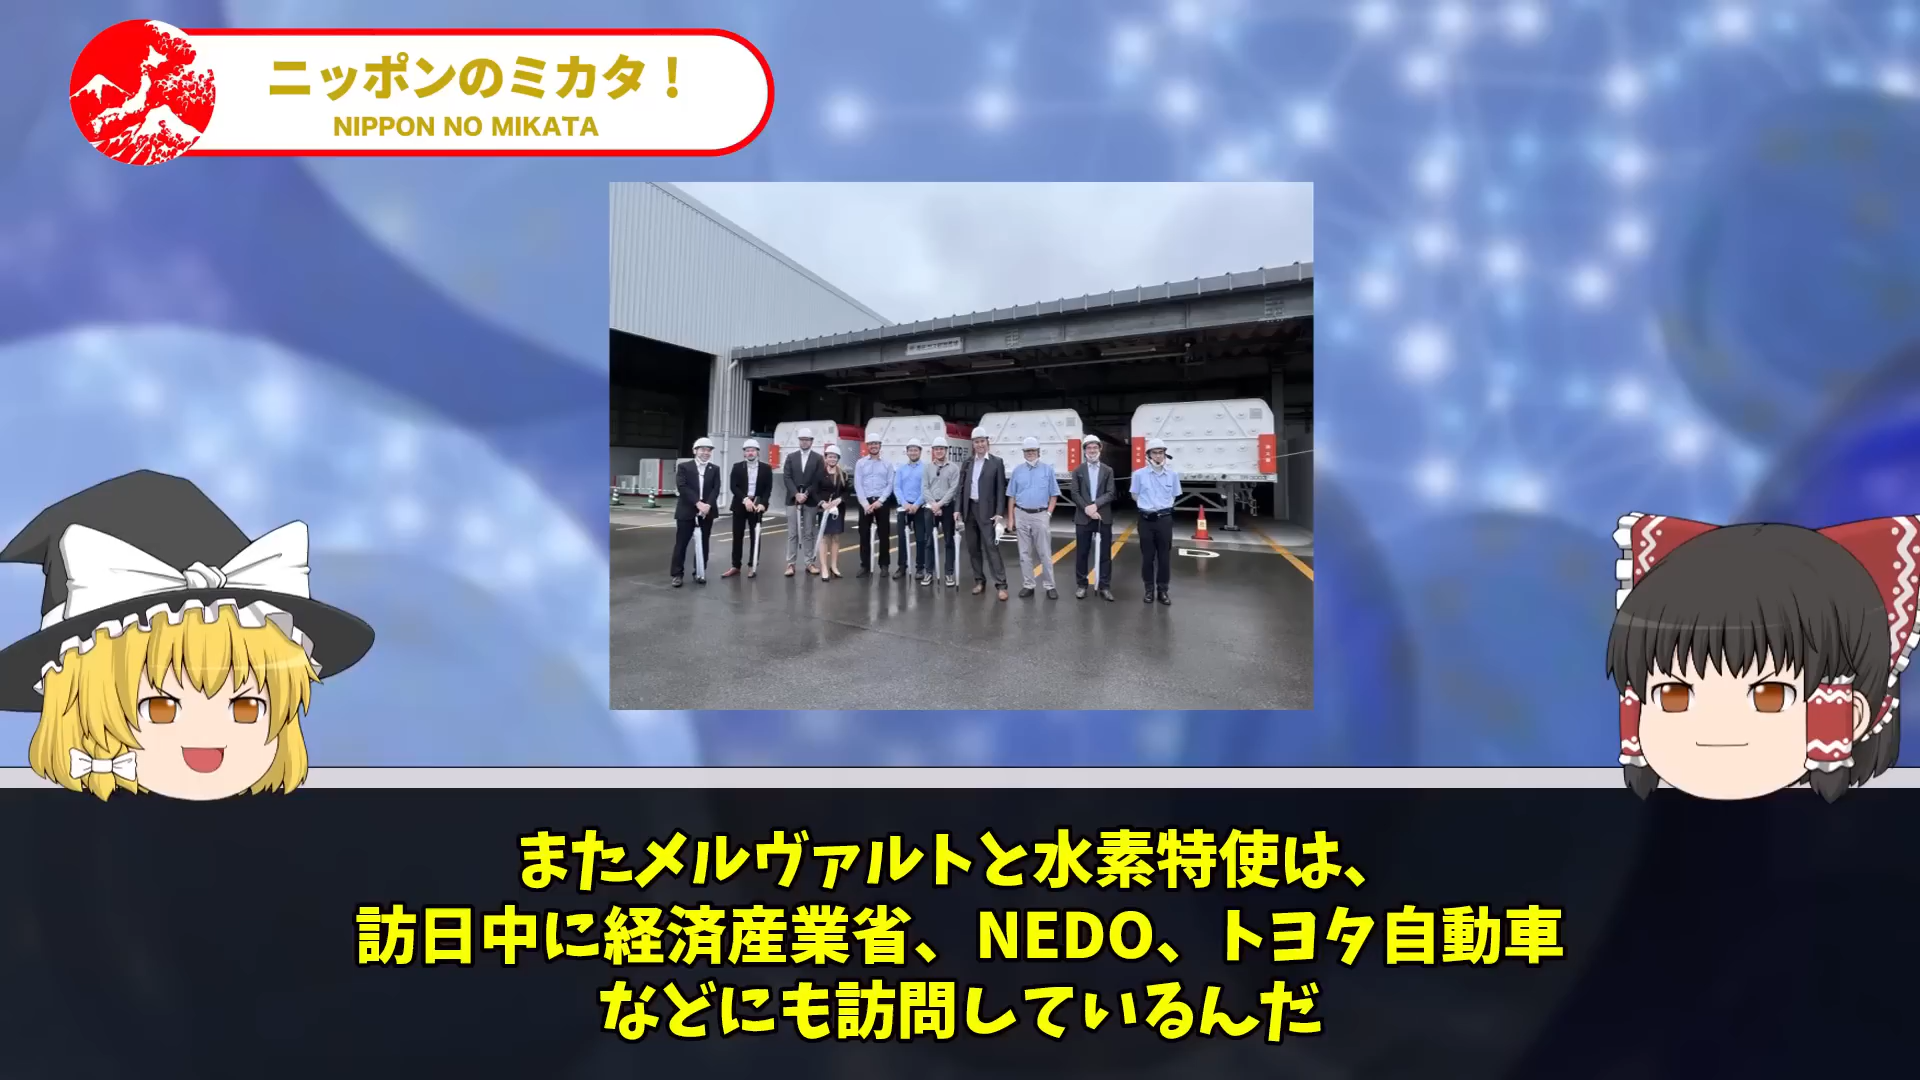 ニッポンのミカタ！
NIPPON NO MIKATA
またメルヴァルトと水素特使は、
訪日中に経済産業省、NEDO、トヨタ自動車
などにも訪問しているんだ